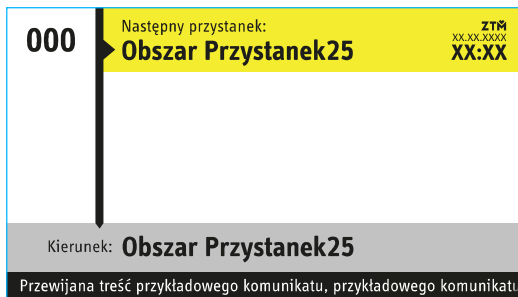 000
Następny przystanek:
Obszar Przystanek25
ZTM
XX.XX.XXXX
XX:XX
Kierunek: Obszar Przystanek25
Przewijana treść przykładowego komunikatu, przykładowego komunikatu